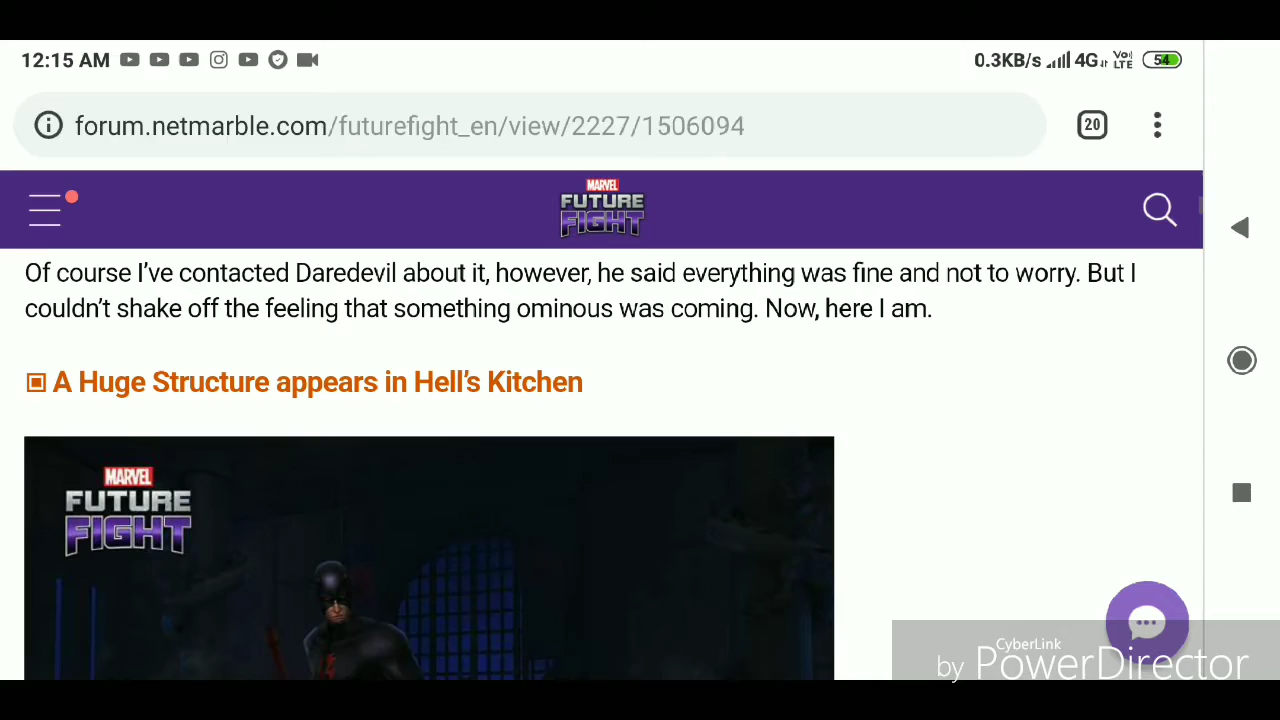 12:15 AM
0.3KB/s 4G Vo LTE 54
forum.netmarble.com/futurefight_en/view/2227/1506094
20
MARVEL
FUTURE
FIGHT
Of course I’ve contacted Daredevil about it, however, he said everything was fine and not to worry. But I
couldn’t shake off the feeling that something ominous was coming. Now, here I am.
A Huge Structure appears in Hell’s Kitchen
MARVEL
FUTURE
FIGHT
CyberLink
by PowerDirector